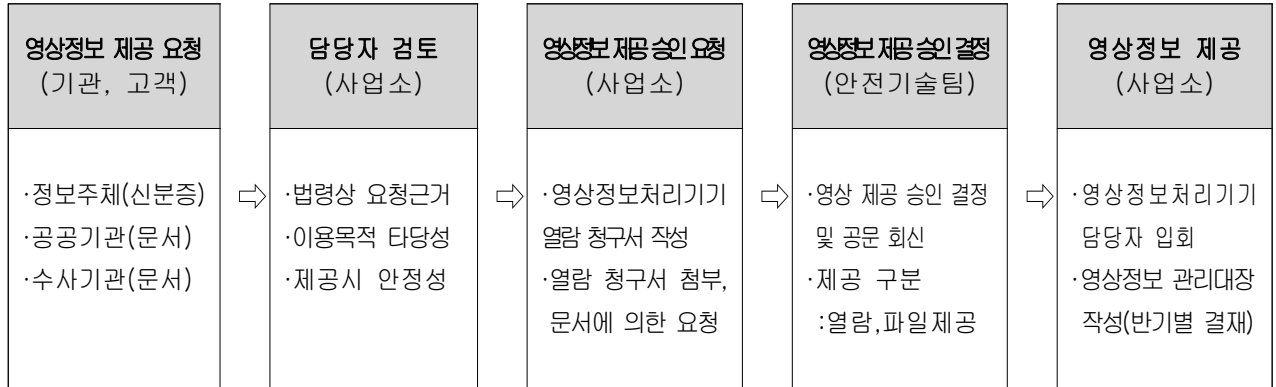 영상정보 제공 요청
(기관, 고객)
·정보주체(신분증)
·공공기관(문서)
·수사기관(문서)
⇨
담당자 검토
(사업소)
·법령상 요청근거
·이용목적 타당성
·제공시 안정성
⇨
영상정보 제공 승인 요청
(사업소)
·영상정보처리기기
열람 청구서 작성
·열람 청구서 첨부,
문서에 의한 요청
⇨
영상정보 제공 승인 결정
(안전기술팀)
·영상 제공 승인 결정
및 공문 회신
·제공 구분
:열람,파일제공
⇨
영상정보 제공
(사업소)
·영상정보처리기기
담당자 입회
·영상정보 관리대장
작성(반기별 결재)